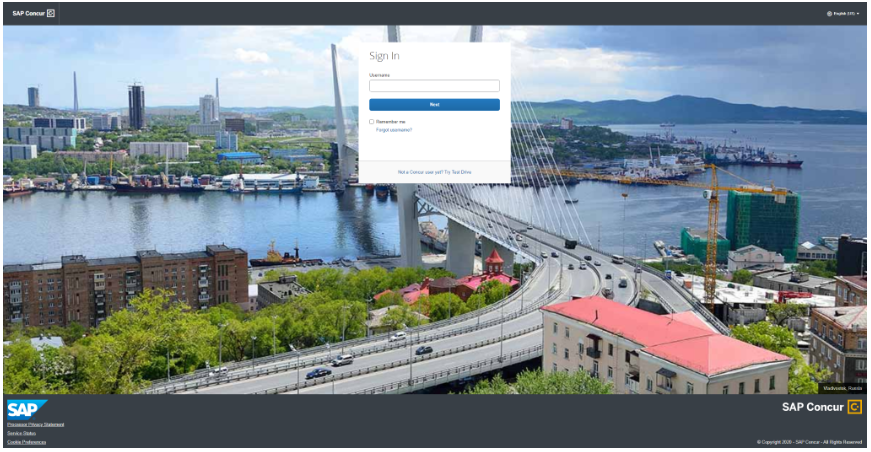 SAP Concur
English (US)
Sign In
Username
Next
Remember me
Forgot username?
Not a Concur user yet? Try Test Drive
Vladivostok, Russia
SAP
SAP Concur
Processor Privacy Statement
Service Status
Cookie Preferences
© Copyright 2020 - SAP Concur - All Rights Reserved